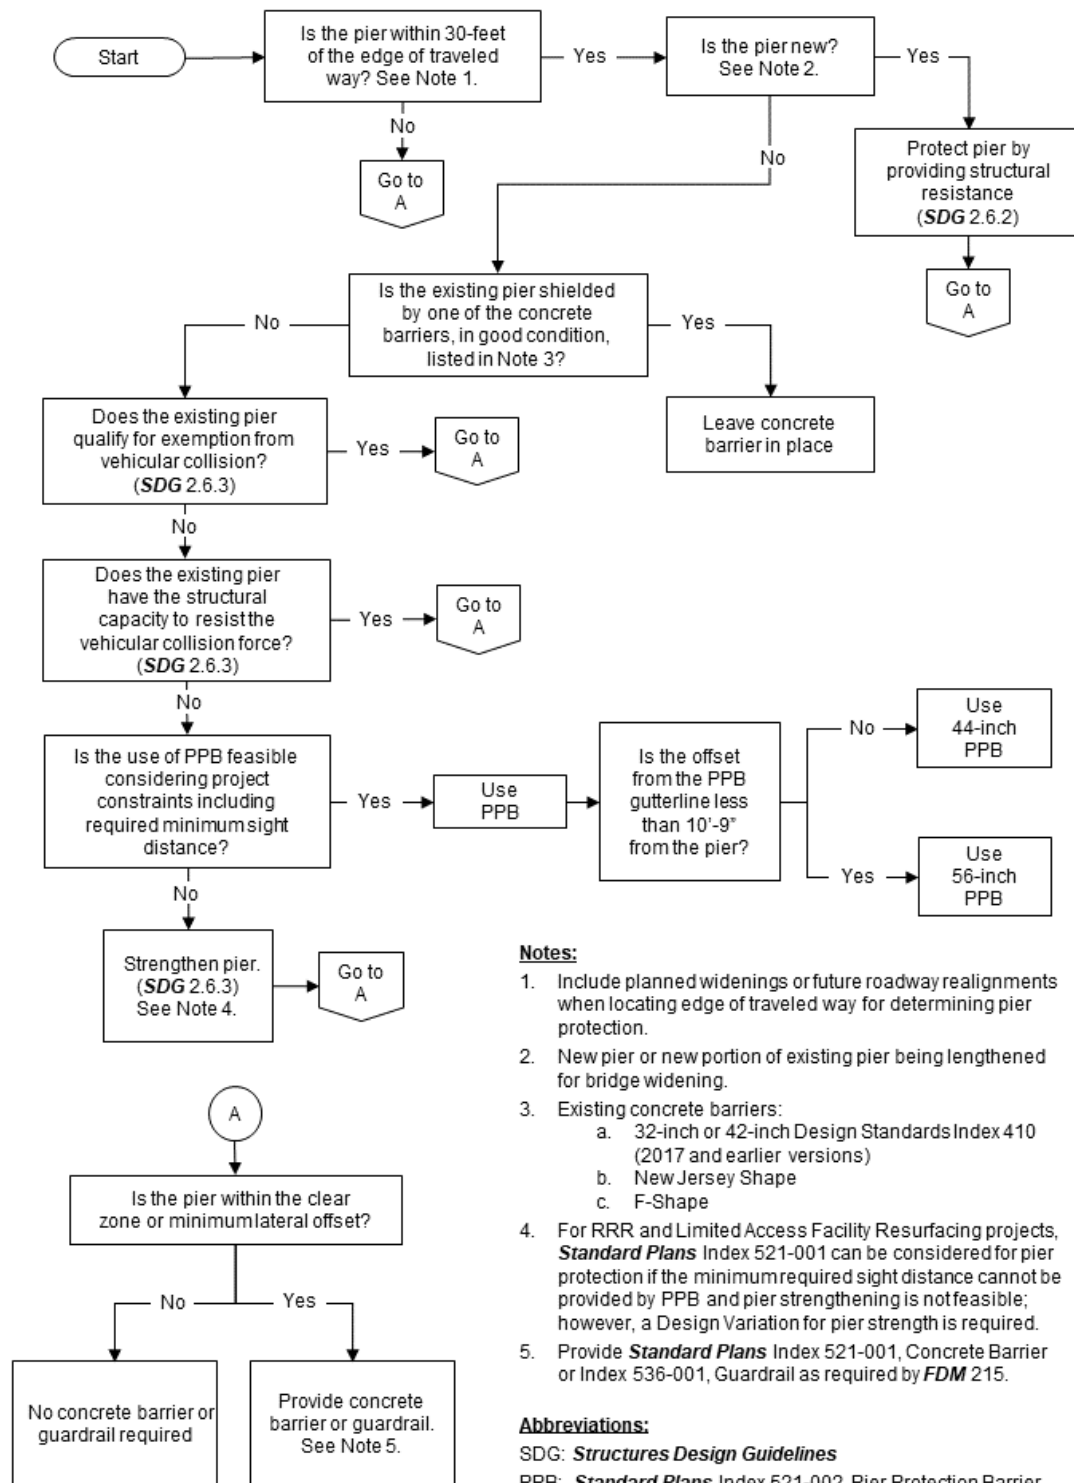 Start
Is the pier within 30-feet
of the edge of traveled
way? See Note 1.
Yes
Is the pier new?
See Note 2.
Yes
No
Go to
A
No
Protect pier by
providing structural
resistance
(SDG 2.6.2)
Go to
A
Is the existing pier shielded
by one of the concrete
barriers, in good condition,
listed in Note 3?
No
Yes
Leave concrete
barrier in place
Does the existing pier
qualify for exemption from
vehicular collision?
(SDG 2.6.3)
Yes
Go to
A
No
Does the existing pier
have the structural
capacity to resist the
vehicular collision force?
(SDG 2.6.3)
Yes
Go to
A
No
Is the use of PPB feasible
considering project
constraints including
required minimum sight
distance?
Yes
Use
PPB
Is the offset
from the PPB
gutterline less
than 10'-9"
from the pier?
No
Use
44-inch
PPB
Yes
Use
56-inch
PPB
No
Strengthen pier.
(SDG 2.6.3)
See Note 4.
Go to
A
A
Is the pier within the clear
zone or minimum lateral offset?
No
Yes
No concrete barrier or
guardrail required
Provide concrete
barrier or guardrail.
See Note 5.
Notes:
1. Include planned widenings or future roadway realignments
when locating edge of traveled way for determining pier
protection.
2. New pier or new portion of existing pier being lengthened
for bridge widening.
3. Existing concrete barriers:
a. 32-inch or 42-inch Design Standards Index 410
(2017 and earlier versions)
b. New Jersey Shape
c. F-Shape
4. For RRR and Limited Access Facility Resurfacing projects,
Standard Plans Index 521-001 can be considered for pier
protection if the minimum required sight distance cannot be
provided by PPB and pier strengthening is not feasible;
however, a Design Variation for pier strength is required.
5. Provide Standard Plans Index 521-001, Concrete Barrier
or Index 536-001, Guardrail as required by FDM 215.
Abbreviations:
SDG: Structures Design Guidelines
PPB: Standard Plans Index 521-002, Pier Protection Barrier